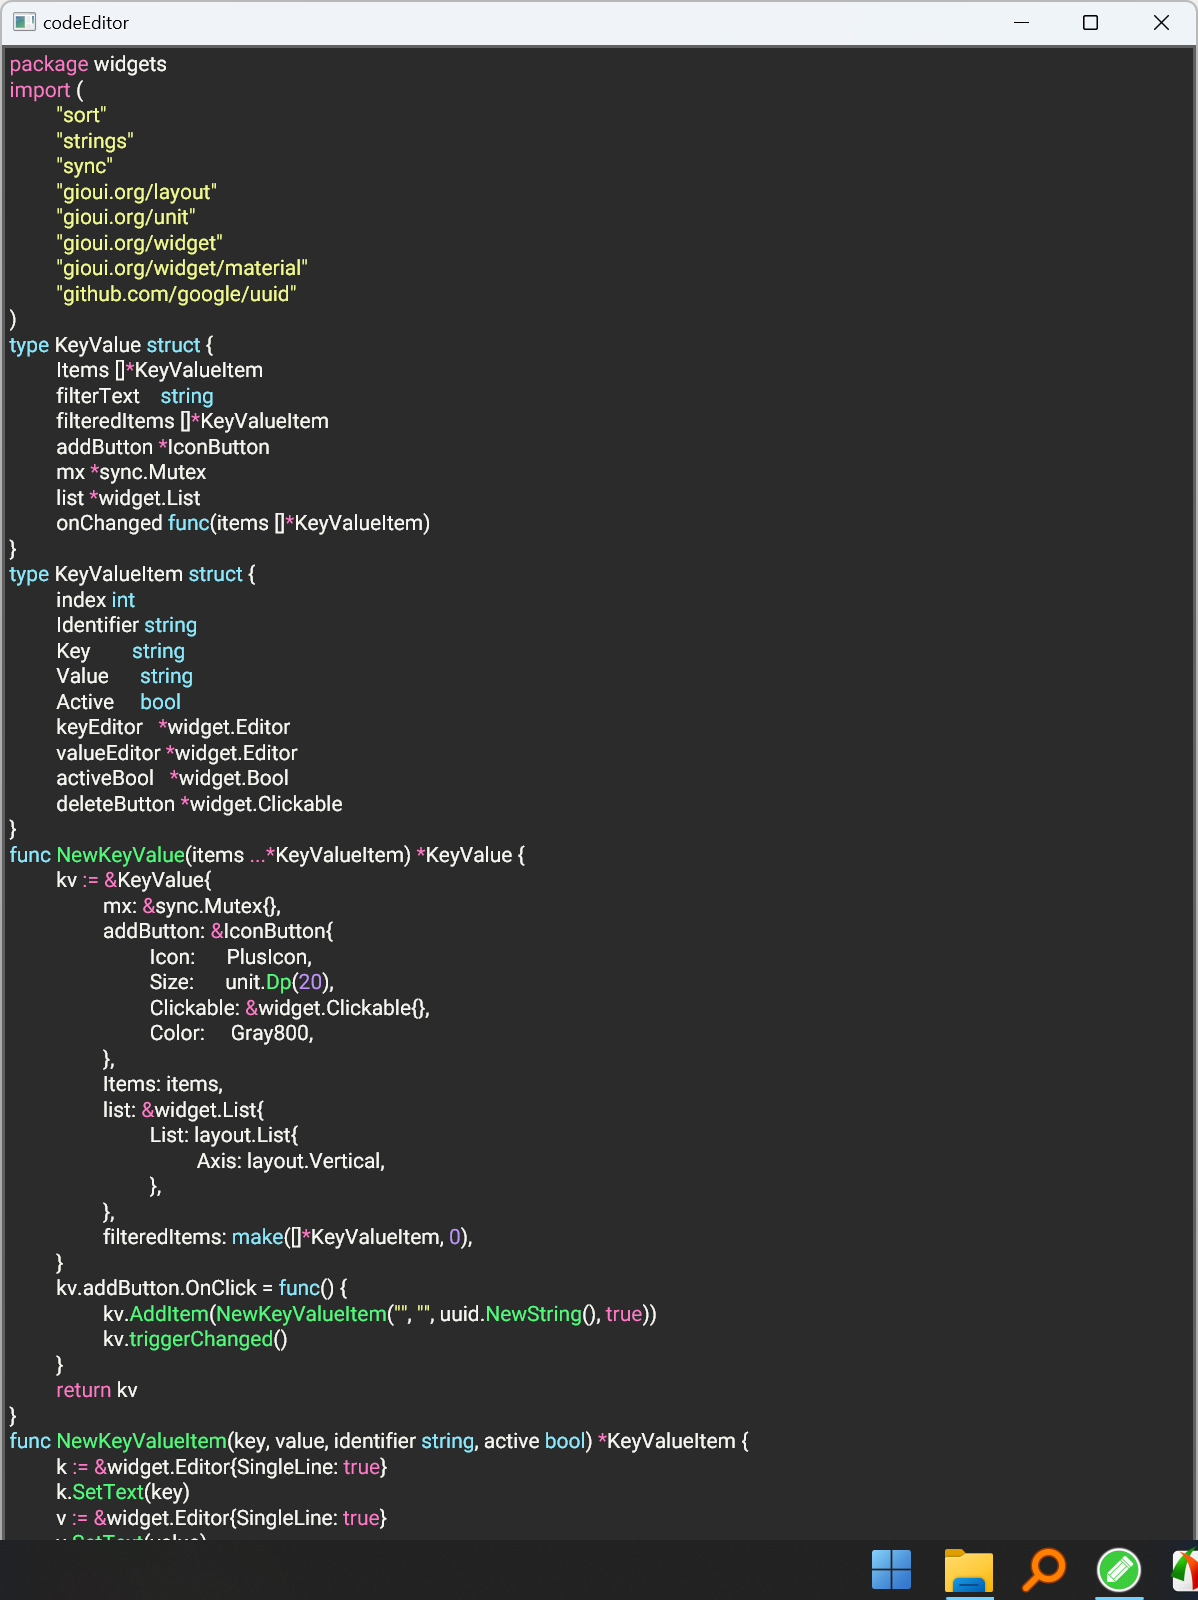 codeEditor
package widgets
import (
"sort"
"strings"
"sync"
"gioui.org/layout"
"gioui.org/unit"
"gioui.org/widget"
"gioui.org/widget/material"
"github.com/google/uuid"
)
type KeyValue struct {
Items []*KeyValueItem
filterText    string
filteredItems []*KeyValueItem
addButton *IconButton
mx *sync.Mutex
list *widget.List
onChanged func(items []*KeyValueItem)
}
type KeyValueItem struct {
index int
Identifier string
Key        string
Value      string
Active     bool
keyEditor   *widget.Editor
valueEditor *widget.Editor
activeBool   *widget.Bool
deleteButton *widget.Clickable
}
func NewKeyValue(items ...*KeyValueItem) *KeyValue {
kv := &KeyValue{
mx: &sync.Mutex{},
addButton: &IconButton{
Icon:      PlusIcon,
Size:      unit.Dp(20),
Clickable: &widget.Clickable{},
Color:     Gray800,
},
Items: items,
list: &widget.List{
List: layout.List{
Axis: layout.Vertical,
},
},
filteredItems: make([]*KeyValueItem, 0),
}
kv.addButton.OnClick = func() {
kv.AddItem(NewKeyValueItem("", "", uuid.NewString(), true))
kv.triggerChanged()
}
return kv
}
func NewKeyValueItem(key, value, identifier string, active bool) *KeyValueItem {
k := &widget.Editor{SingleLine: true}
k.SetText(key)
v := &widget.Editor{SingleLine: true}
v.SetText(value)